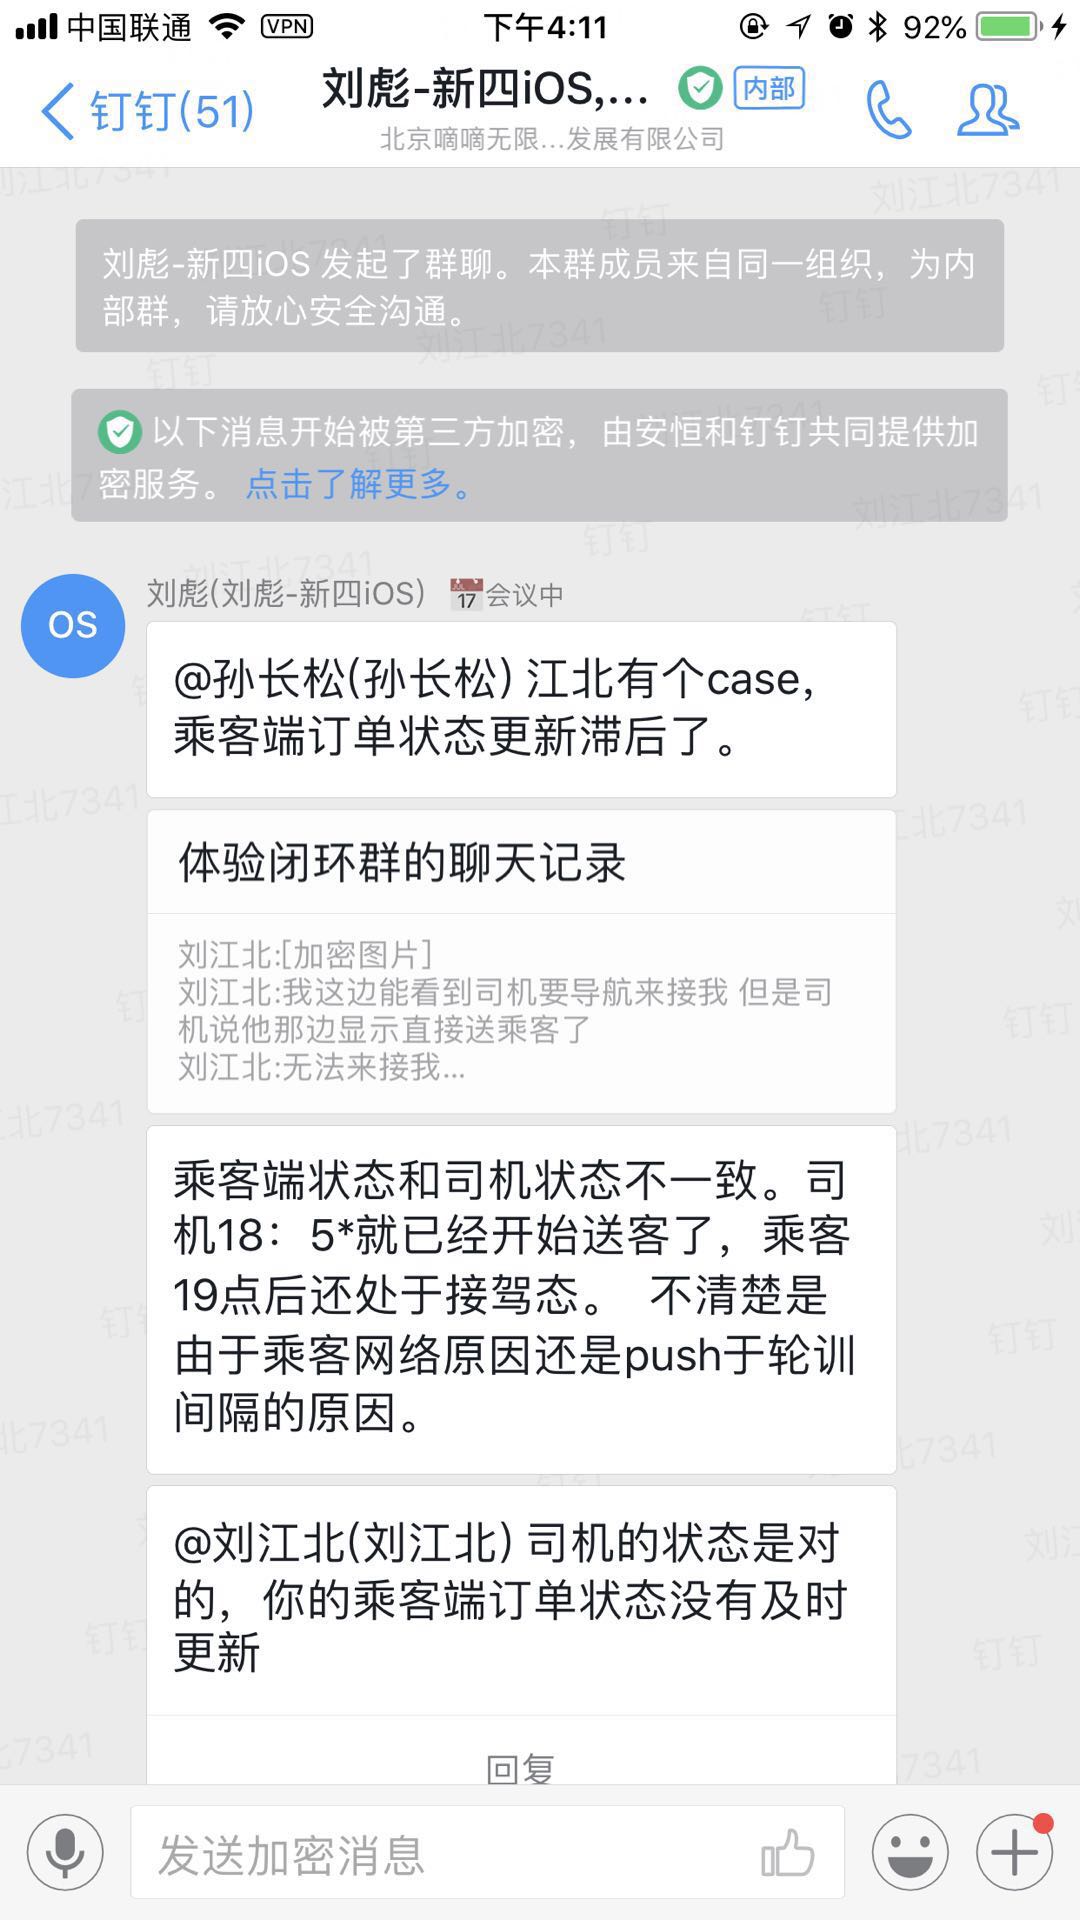 中国联通 VPN 下午4:11 92%
钉钉(51) 刘彪-新四iOS,... 内部
北京嘀嘀无限...发展有限公司
刘彪-新四iOS 发起了群聊。本群成员来自同一组织，为内
部群，请放心安全沟通。
以下消息开始被第三方加密，由安恒和钉钉共同提供加
密服务。 点击了解更多。
OS 刘彪(刘彪-新四iOS) 17 会议中
@孙长松(孙长松) 江北有个case,
乘客端订单状态更新滞后了。
体验闭环群的聊天记录
刘江北:[加密图片]
刘江北:我这边能看到司机要导航来接我 但是司
机说他那边显示直接送乘客了
刘江北:无法来接我...
乘客端状态和司机状态不一致。司
机18：5*就已经开始送客了，乘客
19点后还处于接驾态。 不清楚是
由于乘客网络原因还是push于轮训
间隔的原因。
@刘江北(刘江北) 司机的状态是对
的，你的乘客端订单状态没有及时
更新
回复
发送加密消息
刘江北7341
钉钉